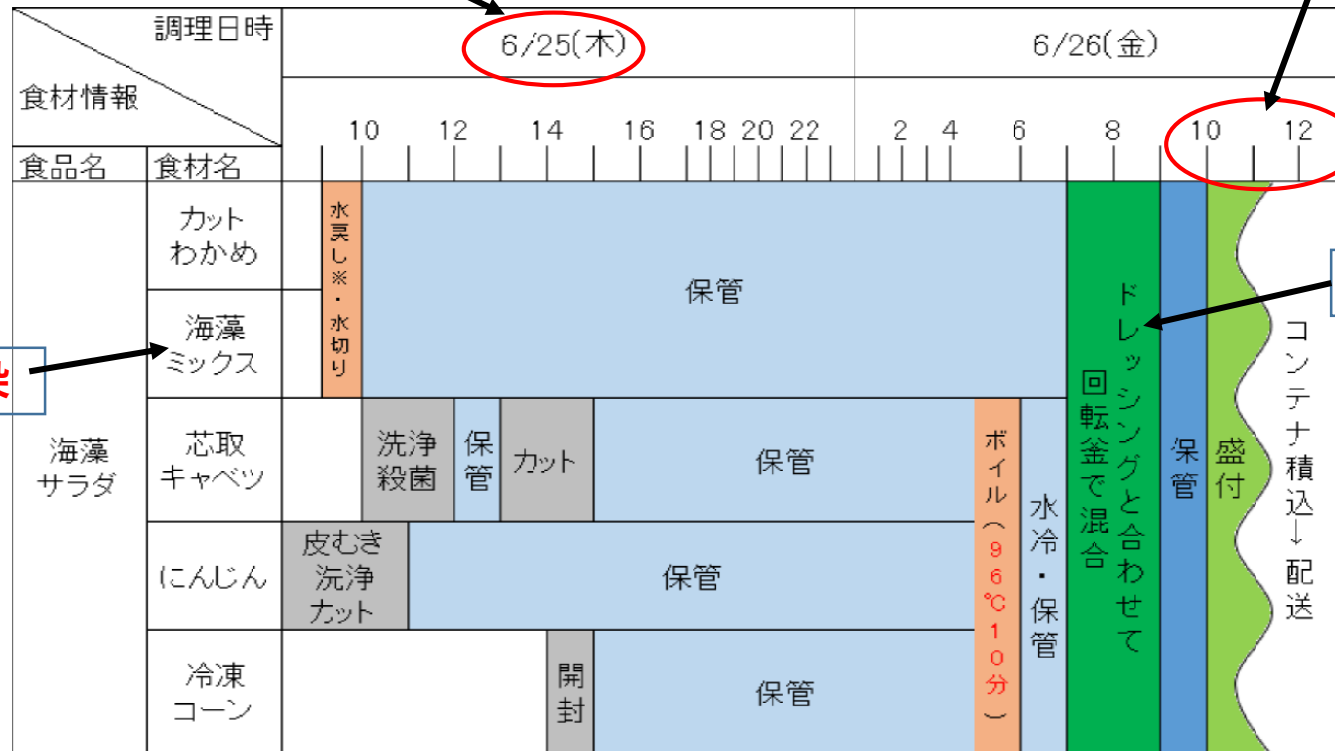 調理日時
6/25(木)
6/26(金)
食材情報
10 12 14 16 18 20 22 2 4 6 8 10 12
食品名
食材名
海藻
サラダ
カット
わかめ
水戻し※・水切り
保管
海藻
ミックス
芯取
キャベツ
洗浄
殺菌
保管
カット
保管
ボイル(96℃10分)
水冷・保管
ドレッシングと合わせて
回転釜で混合
保管
盛付
コンテナ積込→配送
にんじん
皮むき
洗浄
カット
保管
冷凍
コーン
開封
保管